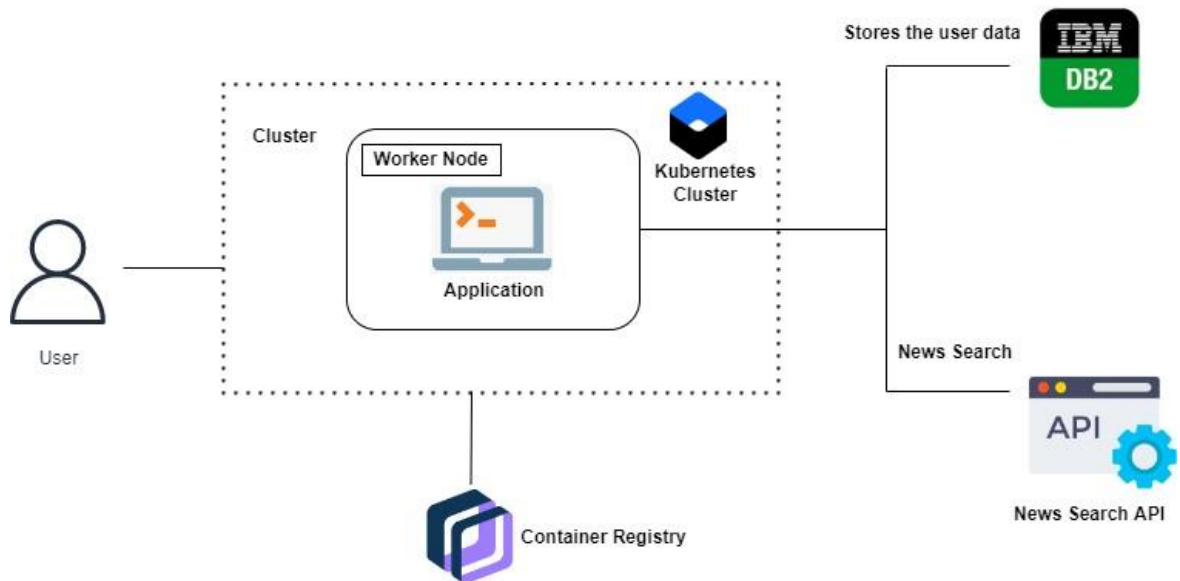 Stores the user data
IBM
DB2
Cluster
Worker Node
Kubernetes
Cluster
Application
User
News Search
API
News Search API
Container Registry